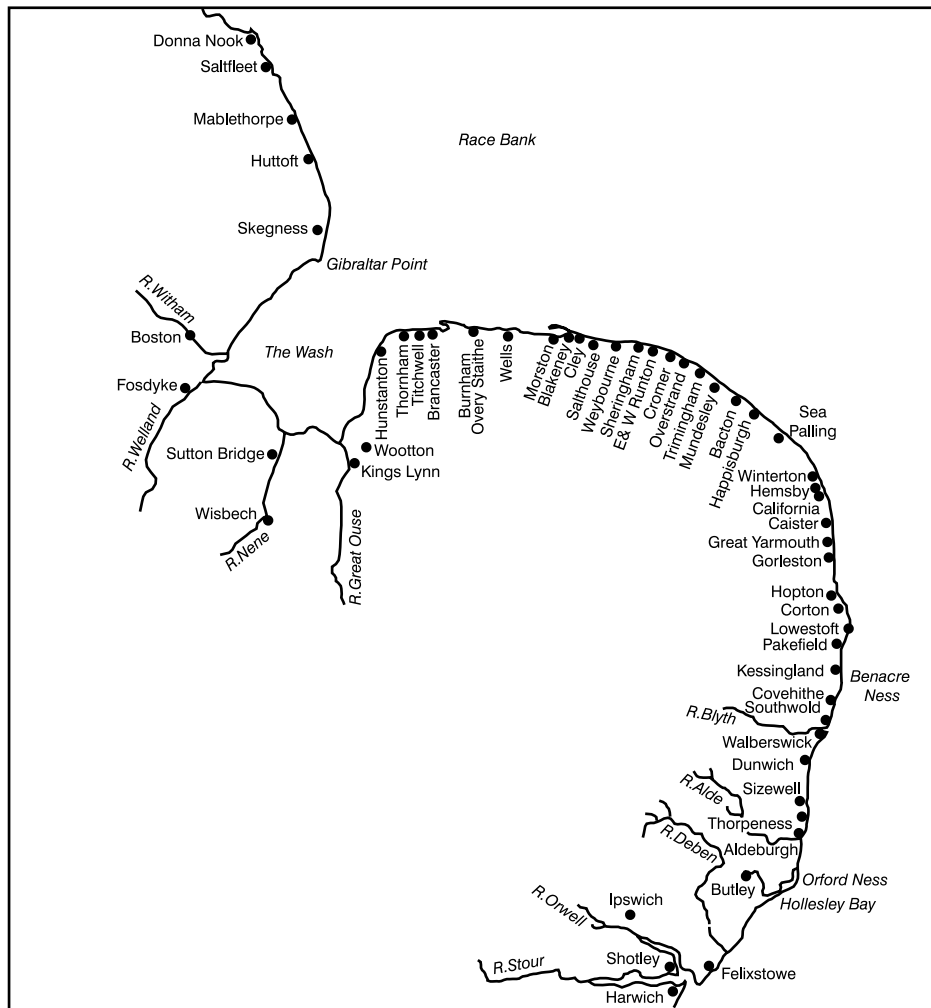 Donna Nook
Saltfleet
Mablethorpe
Race Bank
Huttoft
Skegness
Gibraltar Point
R.Witham
Boston
The Wash
Fosdyke
R.Welland
Hunstanton
Thornham
Titchwell
Brancaster
Burnham
Overy Staithe
Wells
Morston
Blakeney
Cley
Salthouse
Weybourne
Sheringham
E& W Runton
Cromer
Overstrand
Trimingham
Mundesley
Bacton
Happisburgh
Sea
Palling
Sutton Bridge
Wootton
Kings Lynn
Wisbech
R.Nene
R.Great Ouse
Winterton
Hemsby
California
Caister
Great Yarmouth
Gorleston
Hopton
Corton
Lowestoft
Pakefield
Kessingland
Benacre
Ness
Covehithe
Southwold
R.Blyth
Walberswick
Dunwich
R.Alde
Sizewell
Thorpeness
R.Deben
Aldeburgh
Butley
Orford Ness
Hollesley Bay
R.Orwell
Ipswich
R.Stour
Shotley
Felixstowe
Harwich